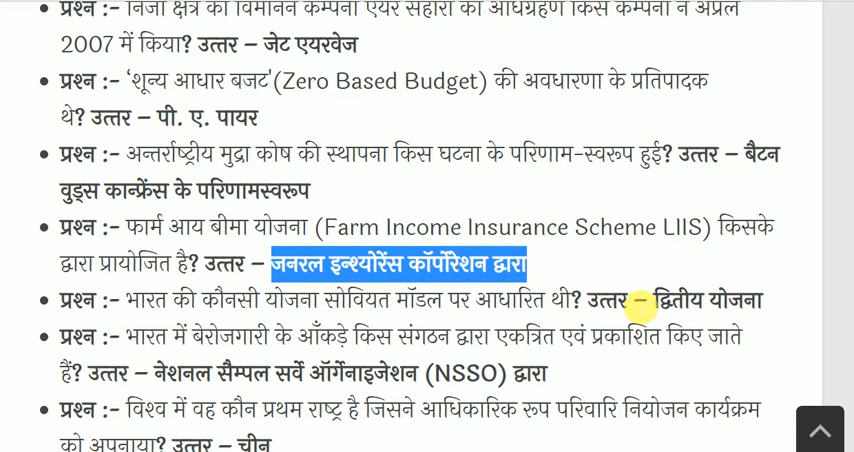 प्रश्न :- निजी क्षेत्र की विमानन कम्पनी एयर सहारा का अधिग्रहण किस कम्पनी ने अप्रैल
2007 में किया? उत्तर – जेट एयरवेज
प्रश्न :- 'शून्य आधार बजट'(Zero Based Budget) की अवधारणा के प्रतिपादक
थे? उत्तर – पी. ए. पायर
प्रश्न :- अन्तर्राष्ट्रीय मुद्रा कोष की स्थापना किस घटना के परिणाम-स्वरूप हुई? उत्तर – बैटन
वुड्स कान्फ्रेंस के परिणामस्वरूप
प्रश्न :- फार्म आय बीमा योजना (Farm Income Insurance Scheme LIIS) किसके
द्वारा प्रायोजित है? उत्तर – जनरल इन्श्योरेंस कॉर्पोरेशन द्वारा
प्रश्न :- भारत की कौनसी योजना सोवियत मॉडल पर आधारित थी? उत्तर – द्वितीय योजना
प्रश्न :- भारत में बेरोजगारी के आँकड़े किस संगठन द्वारा एकत्रित एवं प्रकाशित किए जाते
हैं? उत्तर – नेशनल सैम्पल सर्वे ऑर्गेनाइजेशन (NSSO) द्वारा
प्रश्न :- विश्व में वह कौन प्रथम राष्ट्र है जिसने आधिकारिक रूप परिवारि नियोजन कार्यक्रम
को अपनाया? उत्तर – चीन